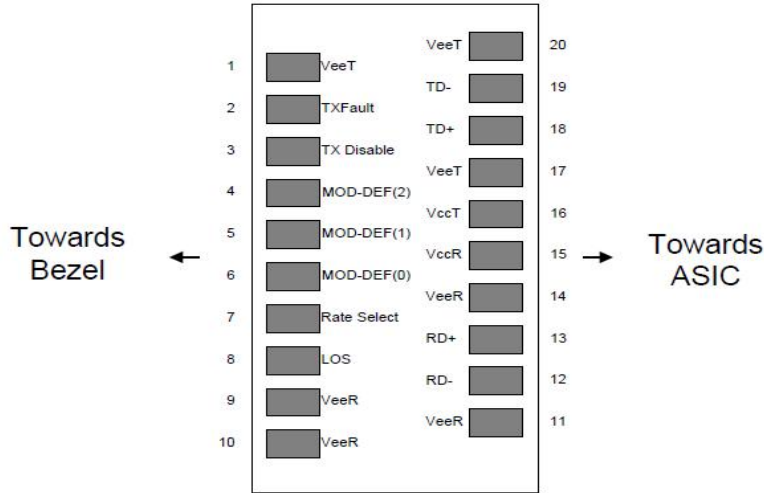 VeeT 20
1 VeeT
TD- 19
2 TXFault
TD+ 18
3 TX Disable
VeeT 17
4 MOD-DEF(2)
VccT 16
5 MOD-DEF(1)
Towards
Bezel
VccR 15
Towards
ASIC
6 MOD-DEF(0)
VeeR 14
7 Rate Select
RD+ 13
8 LOS
RD- 12
9 VeeR
VeeR 11
10 VeeR